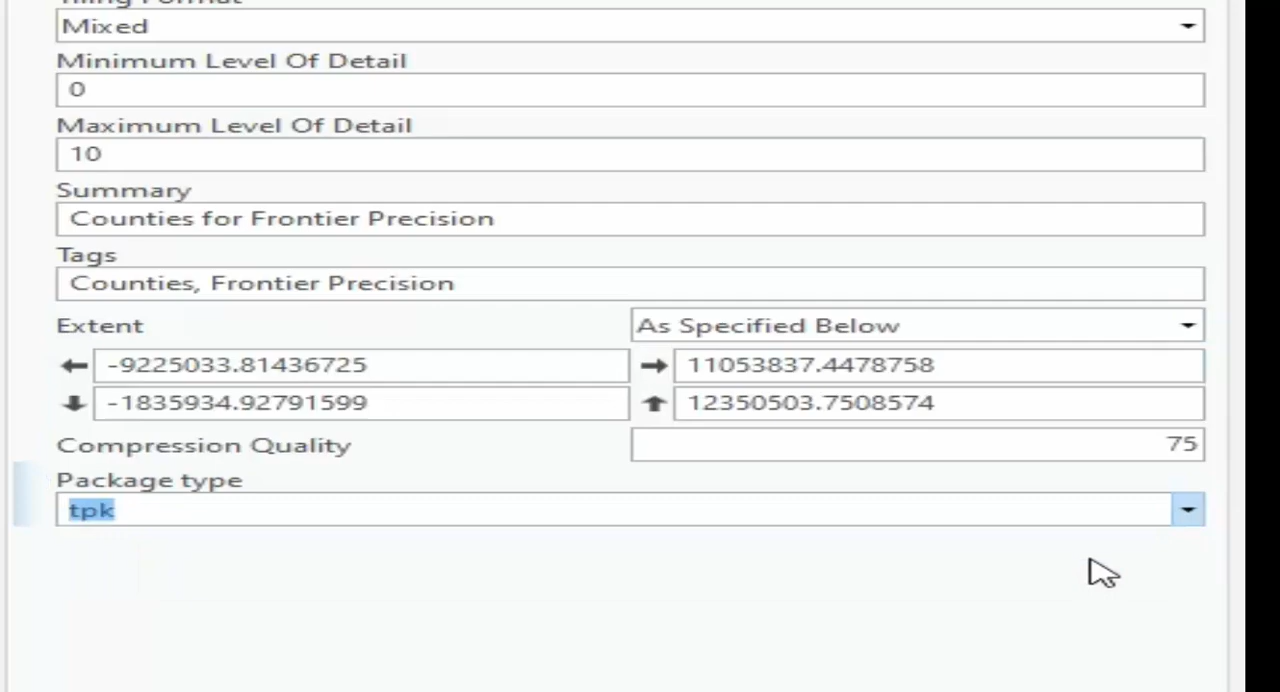 Tiling Format
Mixed
Minimum Level Of Detail
0
Maximum Level Of Detail
10
Summary
Counties for Frontier Precision
Tags
Counties, Frontier Precision
Extent
As Specified Below
-9225033.81436725
11053837.4478758
-1835934.92791599
12350503.7508574
Compression Quality
75
Package type
tpk